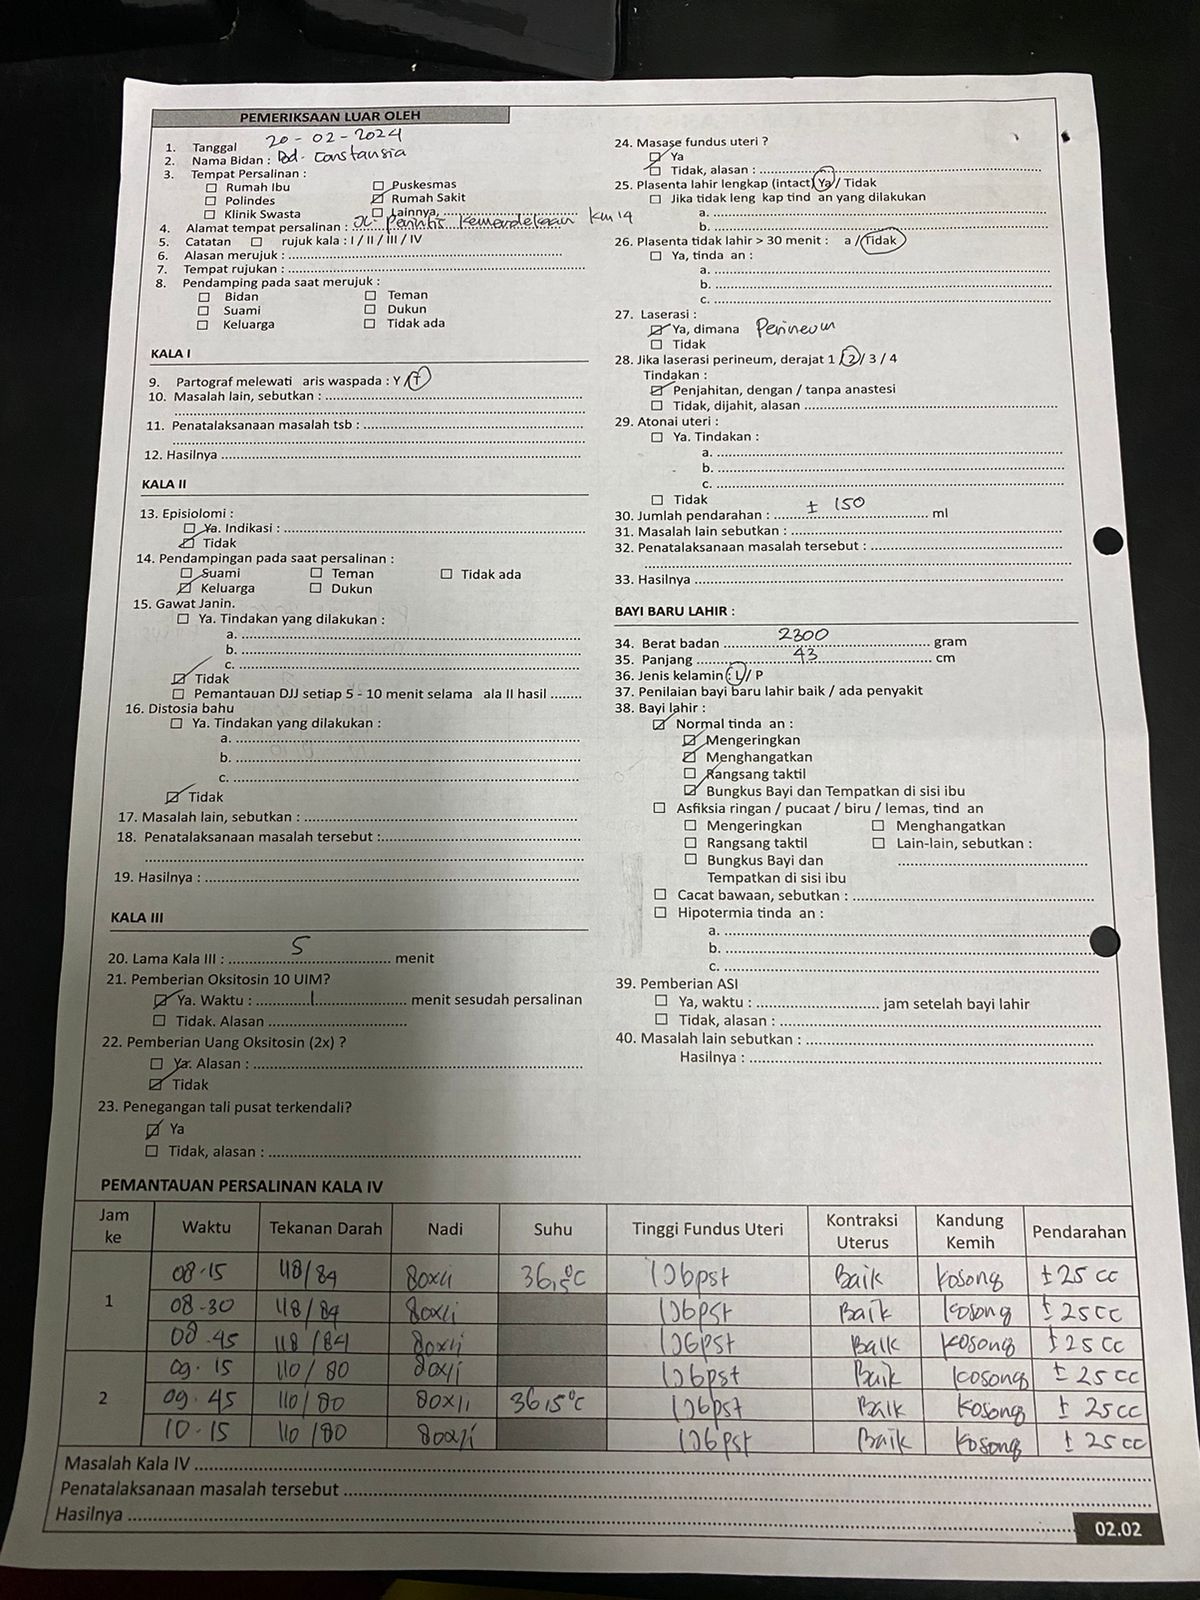 PEMERIKSAAN LUAR OLEH
1. Tanggal 20-02-2024
2. Nama Bidan : Bd. Constansia
3. Tempat Persalinan :
☐ Rumah Ibu ☐ Puskesmas
☐ Polindes ☑ Rumah Sakit
☐ Klinik Swasta ☐ Lainnya,
4. Alamat tempat persalinan : JL. Perintis Kemerdekaan km 14
5. Catatan ☐ rujuk kala : I / II / III / IV
6. Alasan merujuk :
7. Tempat rujukan :
8. Pendamping pada saat merujuk :
☐ Bidan ☐ Teman
☐ Suami ☐ Dukun
☐ Keluarga ☐ Tidak ada
KALA I
9. Partograf melewati aris waspada : Y / T
10. Masalah lain, sebutkan :
11. Penatalaksanaan masalah tsb :
12. Hasilnya
KALA II
13. Episiolomi :
☐ Ya. Indikasi :
☑ Tidak
14. Pendampingan pada saat persalinan :
☐ Suami ☐ Teman ☐ Tidak ada
☑ Keluarga ☐ Dukun
15. Gawat Janin.
☐ Ya. Tindakan yang dilakukan :
a.
b.
c.
☑ Tidak
☐ Pemantauan DJJ setiap 5 - 10 menit selama ala II hasil ........
16. Distosia bahu
☐ Ya. Tindakan yang dilakukan :
a.
b.
c.
☑ Tidak
17. Masalah lain, sebutkan :
18. Penatalaksanaan masalah tersebut :
19. Hasilnya :
KALA III
20. Lama Kala III : 5 menit
21. Pemberian Oksitosin 10 UIM?
☑ Ya. Waktu : 1 menit sesudah persalinan
☐ Tidak. Alasan
22. Pemberian Uang Oksitosin (2x) ?
☐ Ya. Alasan :
☑ Tidak
23. Penegangan tali pusat terkendali?
☑ Ya
☐ Tidak, alasan :
24. Masase fundus uteri ?
☑ Ya
☐ Tidak, alasan :
25. Plasenta lahir lengkap (intact) Ya / Tidak
☐ Jika tidak leng kap tind an yang dilakukan
a.
b.
26. Plasenta tidak lahir > 30 menit : a / Tidak
☐ Ya, tinda an :
a.
b.
c.
27. Laserasi :
☑ Ya, dimana Perineum
☐ Tidak
28. Jika laserasi perineum, derajat 1 / 2 / 3 / 4
Tindakan :
☑ Penjahitan, dengan / tanpa anastesi
☐ Tidak, dijahit, alasan
29. Atonai uteri :
☐ Ya. Tindakan :
a.
b.
c.
☐ Tidak
30. Jumlah pendarahan : ± 150 ml
31. Masalah lain sebutkan :
32. Penatalaksanaan masalah tersebut :
33. Hasilnya
BAYI BARU LAHIR :
34. Berat badan 2300 gram
35. Panjang 43 cm
36. Jenis kelamin : L / P
37. Penilaian bayi baru lahir baik / ada penyakit
38. Bayi lahir :
☑ Normal tinda an :
☑ Mengeringkan
☑ Menghangatkan
☐ Rangsang taktil
☑ Bungkus Bayi dan Tempatkan di sisi ibu
☐ Asfiksia ringan / pucaat / biru / lemas, tind an
☐ Mengeringkan ☐ Menghangatkan
☐ Rangsang taktil ☐ Lain-lain, sebutkan :
☐ Bungkus Bayi dan
Tempatkan di sisi ibu
☐ Cacat bawaan, sebutkan :
☐ Hipotermia tinda an :
a.
b.
c.
39. Pemberian ASI
☐ Ya, waktu : jam setelah bayi lahir
☐ Tidak, alasan :
40. Masalah lain sebutkan :
Hasilnya :
PEMANTAUAN PERSALINAN KALA IV
Jam ke Waktu Tekanan Darah Nadi Suhu Tinggi Fundus Uteri Kontraksi Uterus Kandung Kemih Pendarahan
1 08.15 118/84 80x/i 36,5°C 1jbpst Baik kosong ± 25 cc
08.30 118/84 80x/i 1jbpst Baik kosong ± 25 cc
08.45 118/84 80x/i 1jbpst Baik kosong ± 25 cc
2 09.15 110/80 80x/i 1jbpst Baik kosong ± 25 cc
09.45 110/80 80x/i 36,5°C 1jbpst Baik kosong ± 25 cc
10.15 110/80 80x/i 1jbpst Baik kosong ± 25 cc
Masalah Kala IV
Penatalaksanaan masalah tersebut
Hasilnya
02.02